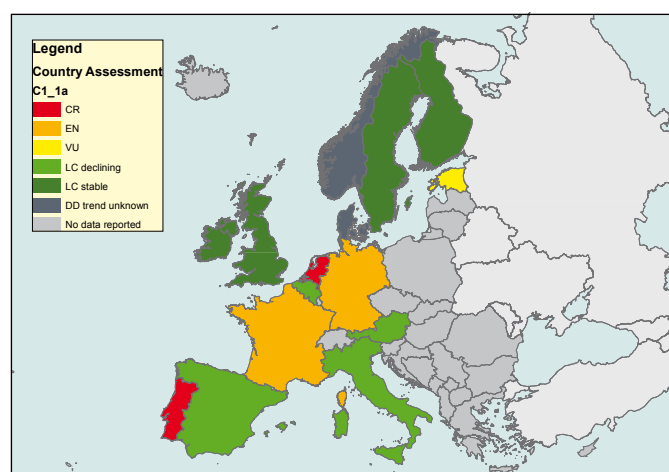 Legend
Country Assessment
C1_1a
CR
EN
VU
LC declining
LC stable
DD trend unknown
No data reported